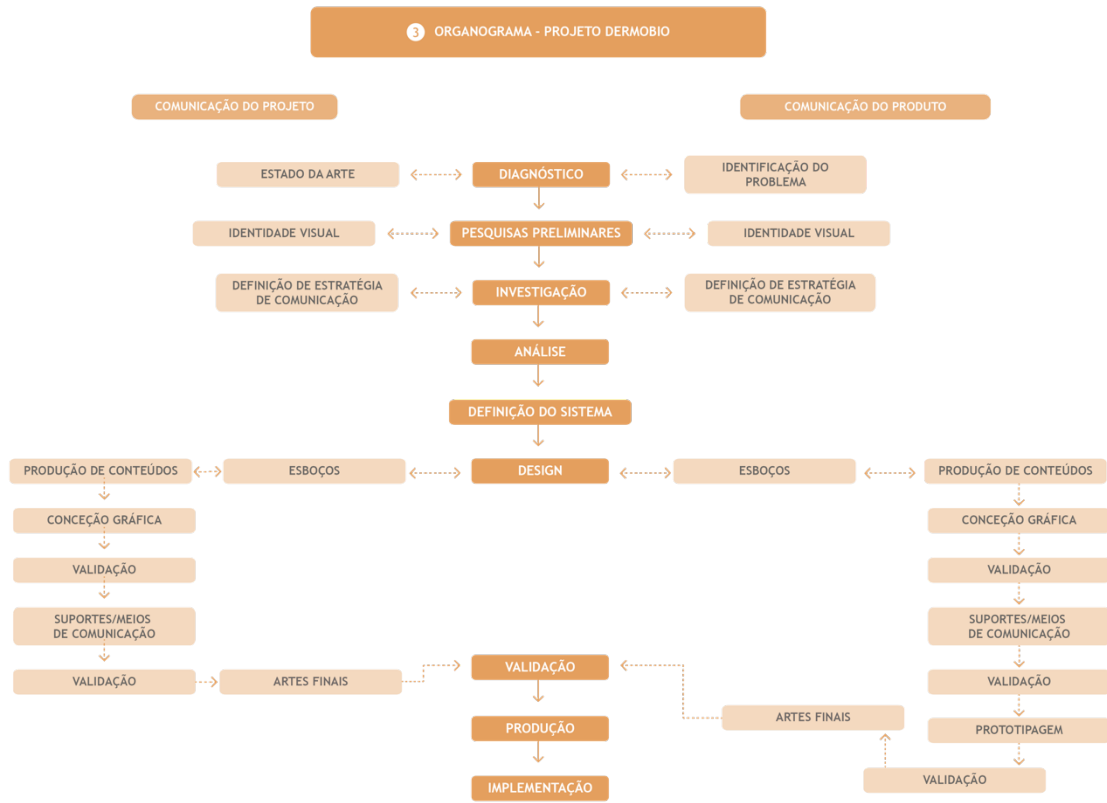 3 ORGANOGRAMA - PROJETO DERMOBIO
COMUNICAÇÃO DO PROJETO
COMUNICAÇÃO DO PRODUTO
ESTADO DA ARTE
DIAGNÓSTICO
IDENTIFICAÇÃO DO
PROBLEMA
IDENTIDADE VISUAL
PESQUISAS PRELIMINARES
IDENTIDADE VISUAL
DEFINIÇÃO DE ESTRATÉGIA
DE COMUNICAÇÃO
INVESTIGAÇÃO
DEFINIÇÃO DE ESTRATÉGIA
DE COMUNICAÇÃO
ANÁLISE
DEFINIÇÃO DO SISTEMA
PRODUÇÃO DE CONTEÚDOS
ESBOÇOS
DESIGN
ESBOÇOS
PRODUÇÃO DE CONTEÚDOS
CONCEÇÃO GRÁFICA
CONCEÇÃO GRÁFICA
VALIDAÇÃO
VALIDAÇÃO
SUPORTES/MEIOS
DE COMUNICAÇÃO
SUPORTES/MEIOS
DE COMUNICAÇÃO
VALIDAÇÃO
ARTES FINAIS
VALIDAÇÃO
VALIDAÇÃO
ARTES FINAIS
PRODUÇÃO
PROTOTIPAGEM
IMPLEMENTAÇÃO
VALIDAÇÃO